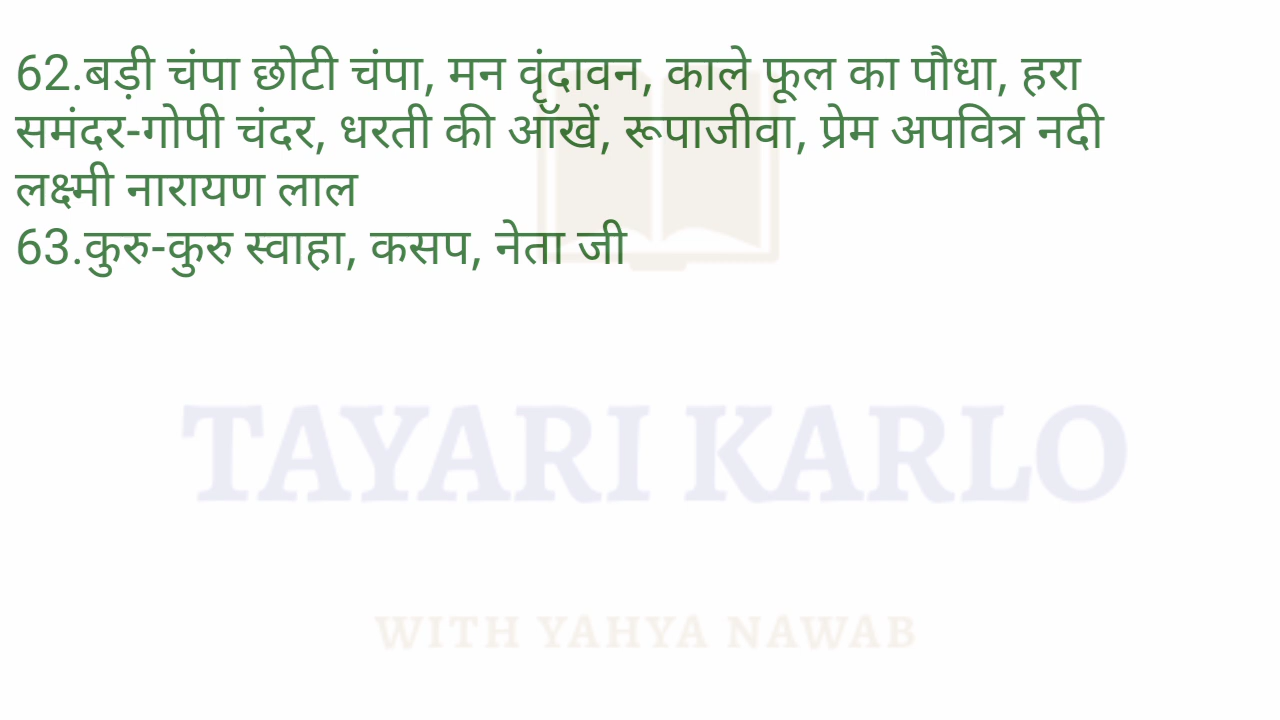 62.बड़ी चंपा छोटी चंपा, मन वृंदावन, काले फूल का पौधा, हरा
समंदर-गोपी चंदर, धरती की ऑखें, रूपाजीवा, प्रेम अपवित्र नदी
लक्ष्मी नारायण लाल
63.कुरु-कुरु स्वाहा, कसप, नेता जी
TAYARI KARLO
WITH YAHYA NAWAB